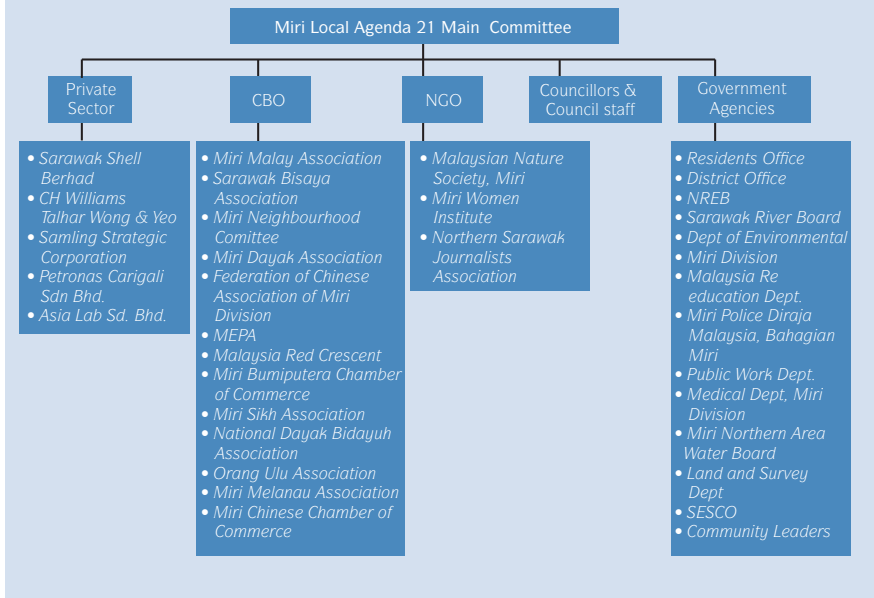 Miri Local Agenda 21 Main Committee
Private
Sector
CBO
NGO
Councillors &
Council staff
Government
Agencies
• Sarawak Shell
Berhad
• CH Williams
Talhar Wong & Yeo
• Samling Strategic
Corporation
• Petronas Carigali
Sdn Bhd.
• Asia Lab Sd. Bhd.
• Miri Malay Association
• Sarawak Bisaya
Association
• Miri Neighbourhood
Comittee
• Miri Dayak Association
• Federation of Chinese
Association of Miri
Division
• MEPA
• Malaysia Red Crescent
• Miri Bumiputera Chamber
of Commerce
• Miri Sikh Association
• National Dayak Bidayuh
Association
• Orang Ulu Association
• Miri Melanau Association
• Miri Chinese Chamber of
Commerce
• Malaysian Nature
Society, Miri
• Miri Women
Institute
• Northern Sarawak
Journalists
Association
• Residents Office
• District Office
• NREB
• Sarawak River Board
• Dept of Environmental
• Miri Division
• Malaysia Re
education Dept.
• Miri Police Diraja
Malaysia, Bahagian
Miri
• Public Work Dept.
• Medical Dept, Miri
Division
• Miri Northern Area
Water Board
• Land and Survey
Dept
• SESCO
• Community Leaders